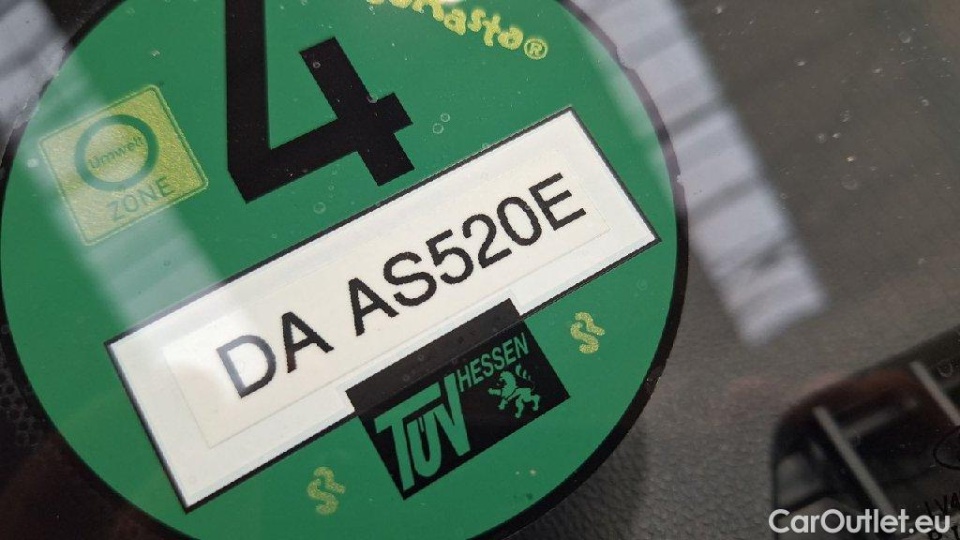 4
Umwelt
ZONE
DA AS520E
TÜV
HESSEN
CarOutlet.eu